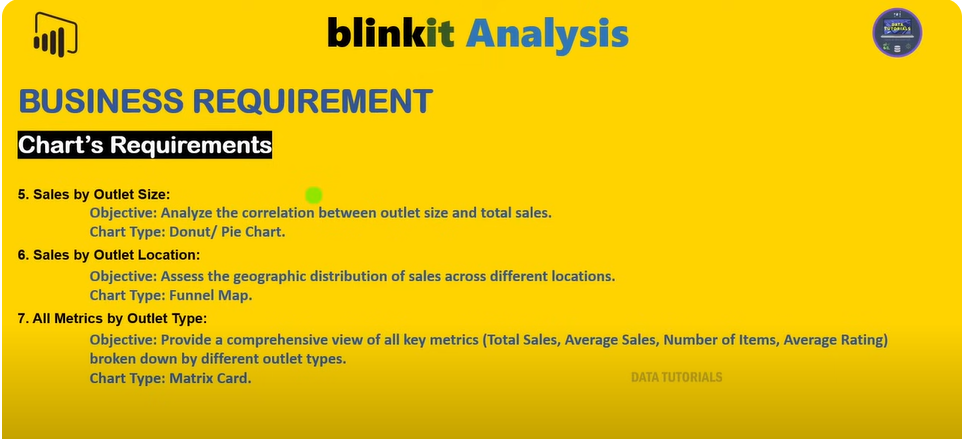 blinkit Analysis
DATA
TUTORIALS
BUSINESS REQUIREMENT
Chart's Requirements
5. Sales by Outlet Size:
Objective: Analyze the correlation between outlet size and total sales.
Chart Type: Donut/ Pie Chart.
6. Sales by Outlet Location:
Objective: Assess the geographic distribution of sales across different locations.
Chart Type: Funnel Map.
7. All Metrics by Outlet Type:
Objective: Provide a comprehensive view of all key metrics (Total Sales, Average Sales, Number of Items, Average Rating)
broken down by different outlet types.
Chart Type: Matrix Card.
DATA TUTORIALS